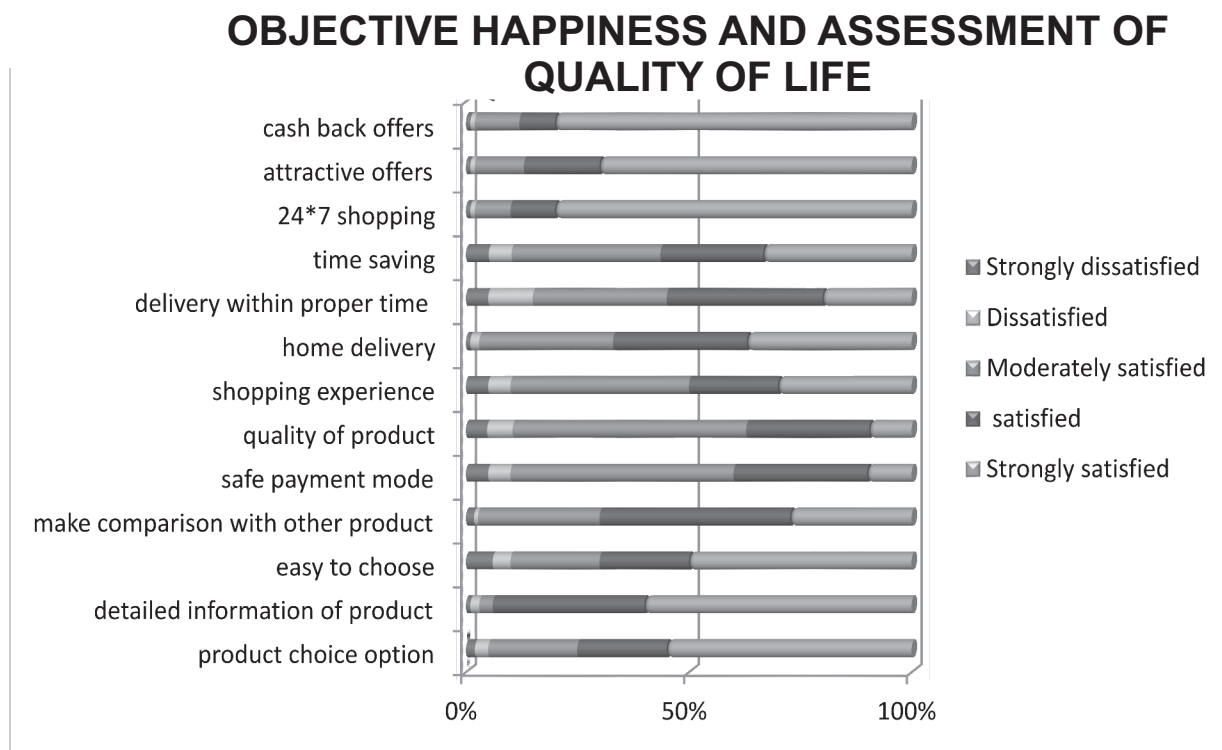 OBJECTIVE HAPPINESS AND ASSESSMENT OF
QUALITY OF LIFE
cash back offers
attractive offers
24*7 shopping
time saving
delivery within proper time
home delivery
shopping experience
quality of product
safe payment mode
make comparison with other product
easy to choose
detailed information of product
product choice option
0%
50%
100%
Strongly dissatisfied
Dissatisfied
Moderately satisfied
satisfied
Strongly satisfied